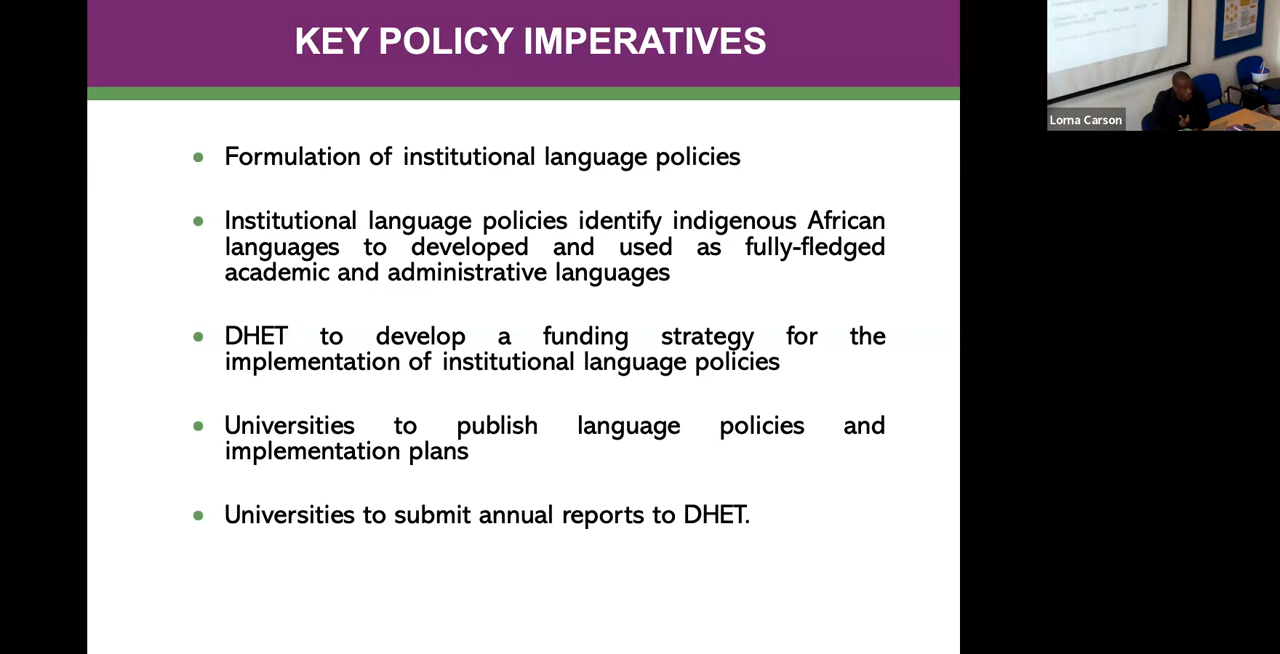 KEY POLICY IMPERATIVES
• Formulation of institutional language policies
• Institutional language policies identify indigenous African
languages to developed and used as fully-fledged
academic and administrative languages
• DHET to develop a funding strategy for the
implementation of institutional language policies
• Universities to publish language policies and
implementation plans
• Universities to submit annual reports to DHET.
Lorna Carson